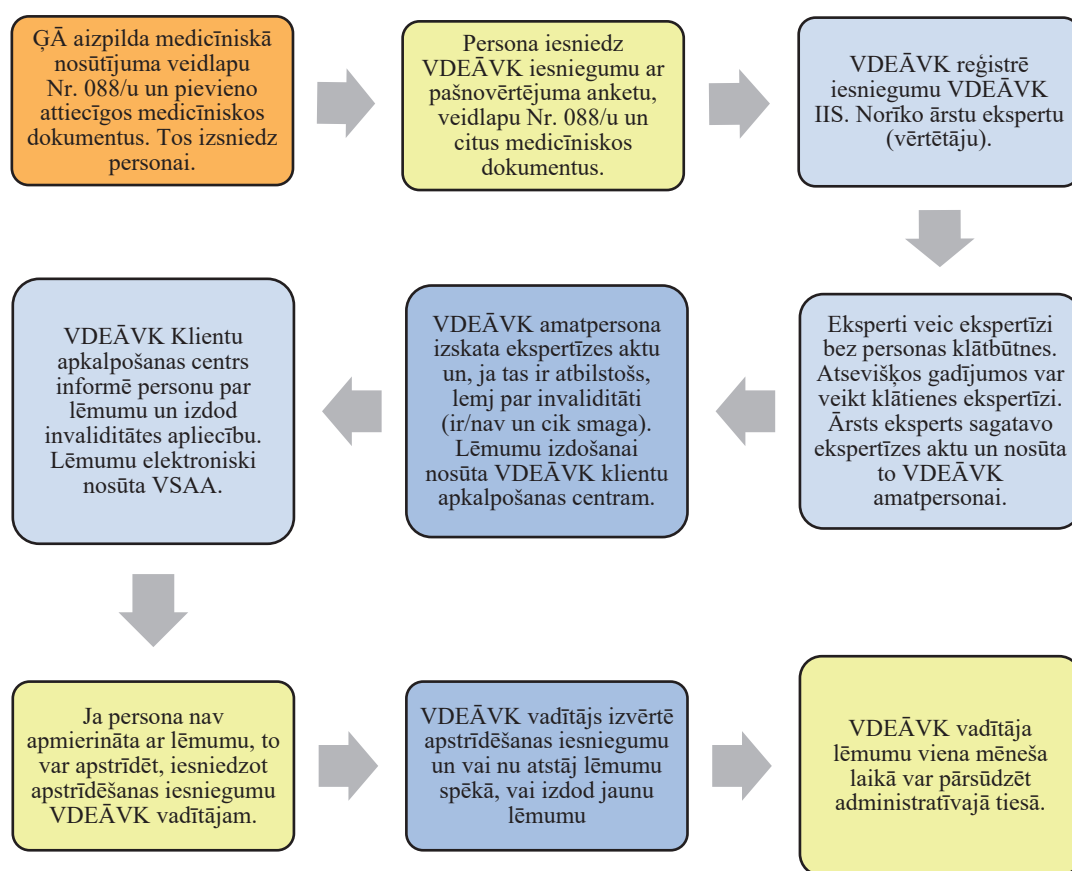 ĢĀ aizpilda medicīniskā
nosūtījuma veidlapu
Nr. 088/u un pievieno
attiecīgos medicīniskos
dokumentus. Tos izsniedz
personai.
Persona iesniedz
VDEĀVK iesniegumu ar
pašnovērtējuma anketu,
veidlapu Nr. 088/u un
citus medicīniskos
dokumentus.
VDEĀVK reģistrē
iesniegumu VDEĀVK
IIS. Norīko ārstu ekspertu
(vērtētāju).
Eksperti veic ekspertīzi
bez personas klātbūtnes.
Atsevišķos gadījumos var
veikt klātienes ekspertīzi.
Ārsts eksperts sagatavo
ekspertīzes aktu un nosūta
to VDEĀVK
amatpersonai.
VDEĀVK amatpersona
izskata ekspertīzes aktu
un, ja tas ir atbilstošs,
lemj par invaliditāti
(ir/nav un cik smaga).
Lēmumu izdošanai
nosūta VDEĀVK klientu
apkalpošanas centram.
VDEĀVK Klientu
apkalpošanas centrs
informē personu par
lēmumu un izdod
invaliditātes apliecību.
Lēmumu elektroniski
nosūta VSAA.
Ja persona nav
apmierināta ar lēmumu, to
var apstrīdēt, iesniedzot
apstrīdēšanas iesniegumu
VDEĀVK vadītājam.
VDEĀVK vadītājs izvērtē
apstrīdēšanas iesniegumu
un vai nu atstāj lēmumu
spēkā, vai izdod jaunu
lēmumu
VDEĀVK vadītāja
lēmumu viena mēneša
laikā var pārsūdzēt
administratīvajā tiesā.